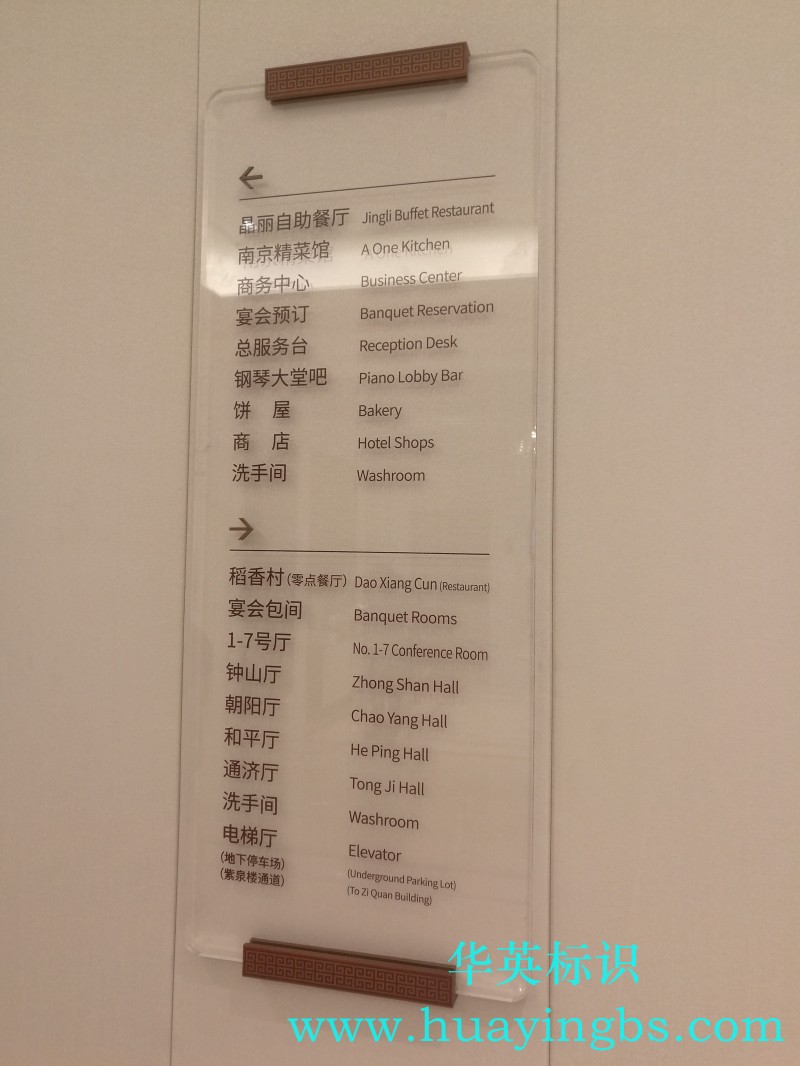 ←
晶丽自助餐厅 Jingli Buffet Restaurant
南京精菜馆 A One Kitchen
商务中心 Business Center
宴会预订 Banquet Reservation
总服务台 Reception Desk
钢琴大堂吧 Piano Lobby Bar
饼 屋 Bakery
商 店 Hotel Shops
洗手间 Washroom
→
稻香村(零点餐厅) Dao Xiang Cun (Restaurant)
宴会包间 Banquet Rooms
1-7号厅 No. 1-7 Conference Room
钟山厅 Zhong Shan Hall
朝阳厅 Chao Yang Hall
和平厅 He Ping Hall
通济厅 Tong Ji Hall
洗手间 Washroom
电梯厅 Elevator
(地下停车场) (Underground Parking Lot)
(紫泉楼通道) (To Zi Quan Building)
华英标识
www.huayingbs.com